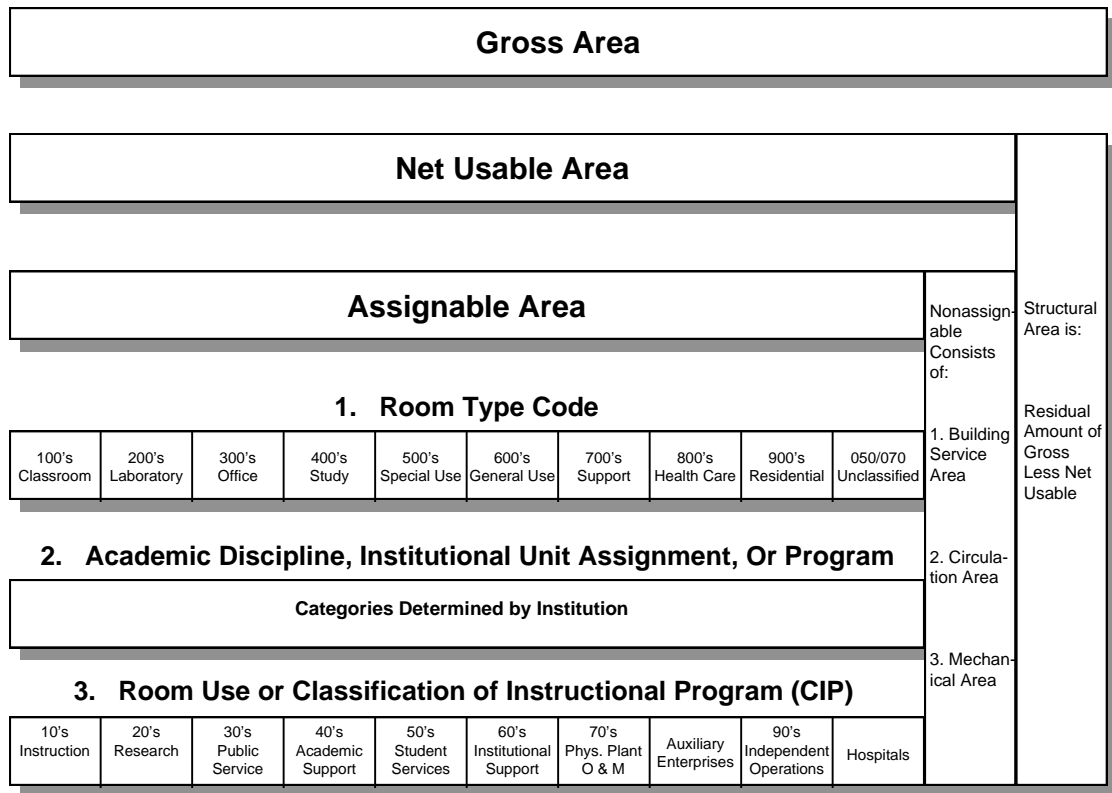 Gross Area
Net Usable Area
Assignable Area
1. Room Type Code
100's
Classroom
200's
Laboratory
300's
Office
400's
Study
500's
Special Use
600's
General Use
700's
Support
800's
Health Care
900's
Residential
050/070
Unclassified
2. Academic Discipline, Institutional Unit Assignment, Or Program
Categories Determined by Institution
3. Room Use or Classification of Instructional Program (CIP)
10's
Instruction
20's
Research
30's
Public
Service
40's
Academic
Support
50's
Student
Services
60's
Institutional
Support
70's
Phys. Plant
O & M
Auxiliary
Enterprises
90's
Independent
Operations
Hospitals
Nonassign-
able
Consists
of:
1. Building
Service
Area
2. Circula-
tion Area
3. Mechan-
ical Area
Structural
Area is:
Residual
Amount of
Gross
Less Net
Usable